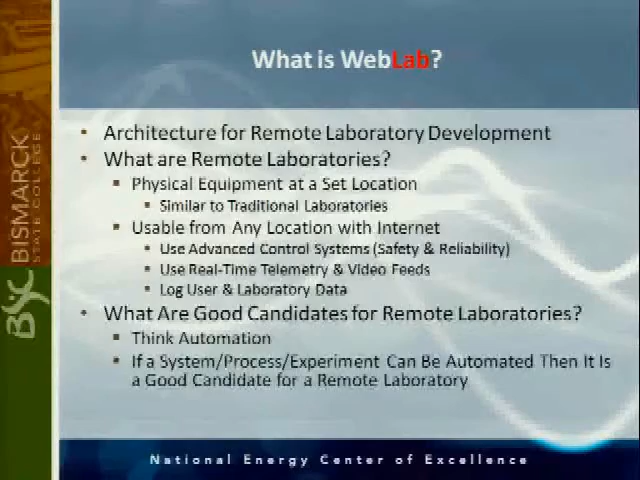 What is WebLab?
• Architecture for Remote Laboratory Development
• What are Remote Laboratories?
▪ Physical Equipment at a Set Location
▪ Similar to Traditional Laboratories
▪ Usable from Any Location with Internet
▪ Use Advanced Control Systems (Safety & Reliability)
▪ Use Real-Time Telemetry & Video Feeds
▪ Log User & Laboratory Data
• What Are Good Candidates for Remote Laboratories?
▪ Think Automation
▪ If a System/Process/Experiment Can Be Automated Then It Is
a Good Candidate for a Remote Laboratory
BISMARCK
STATE COLLEGE
National Energy Center of Excellence